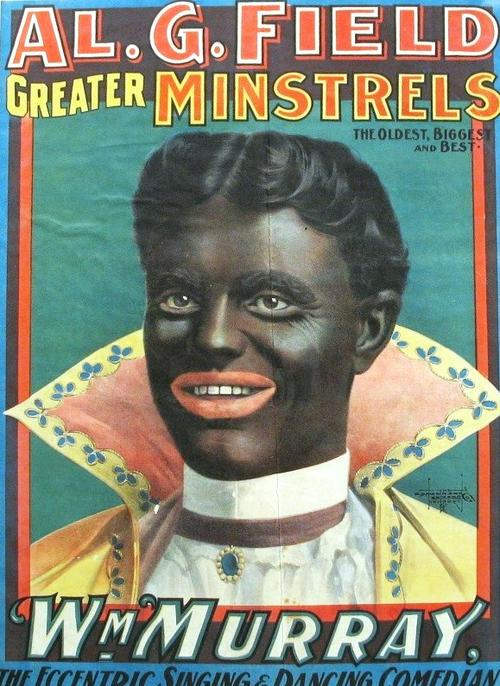 AL. G. FIELD
GREATER MINSTRELS
THE OLDEST, BIGGEST
AND BEST.
"WM" MURRAY,
THE ECCENTRIC SINGING & DANCING COMEDIAN